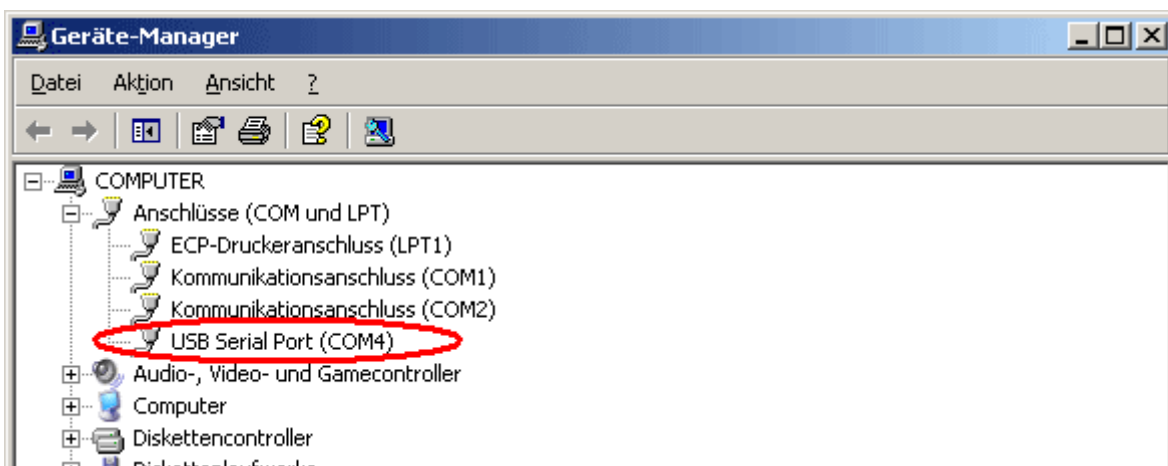 Geräte-Manager
Datei Aktion Ansicht ?
COMPUTER
Anschlüsse (COM und LPT)
ECP-Druckeranschluss (LPT1)
Kommunikationsanschluss (COM1)
Kommunikationsanschluss (COM2)
USB Serial Port (COM4)
Audio-, Video- und Gamecontroller
Computer
Diskettencontroller
Diskettenlaufwerke